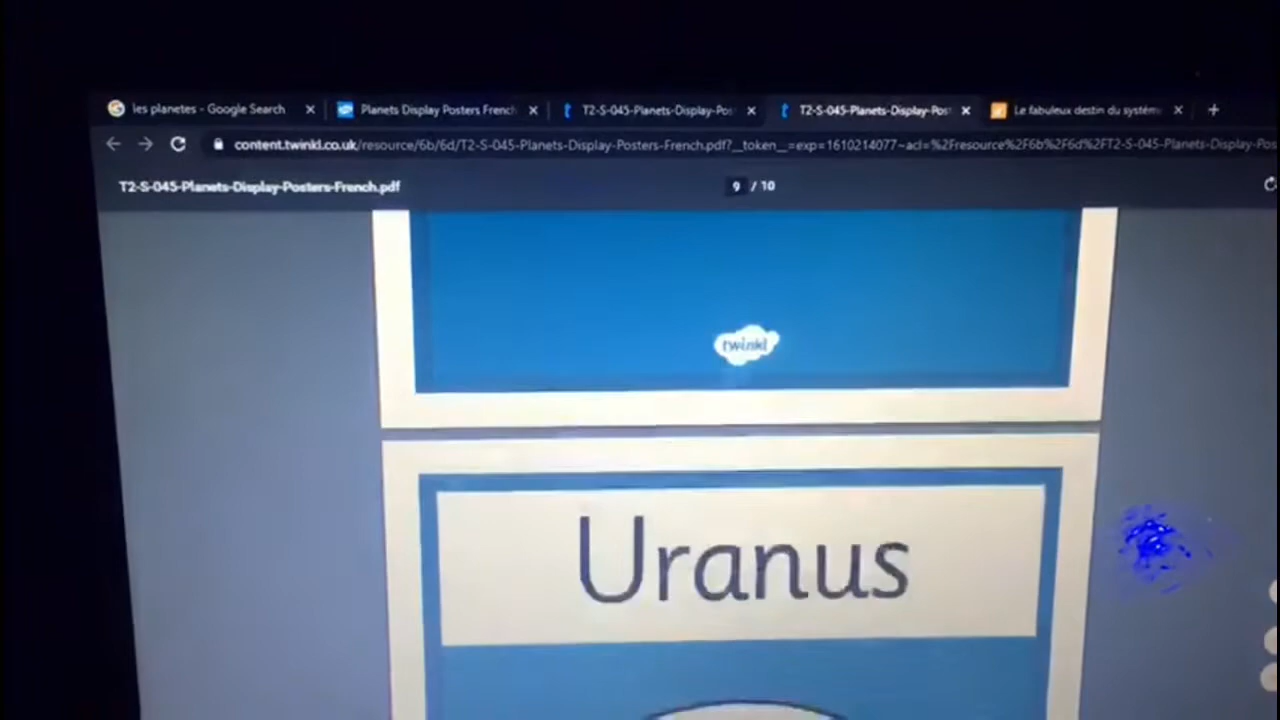 les planetes - Google Search
Planets Display Posters French
T2-S-045-Planets-Display-Pos
T2-S-045-Planets-Display-Pos
Le fabuleux destin du systèm
content.twinkl.co.uk/resource/6b/6d/T2-S-045-Planets-Display-Posters-French.pdf?__token__=exp=1610214077~acl=%2Fresource%2F6b%2F6d%2FT2-S-045-Planets-Display-Pos
T2-S-045-Planets-Display-Posters-French.pdf
9 / 10
twinkl
Uranus